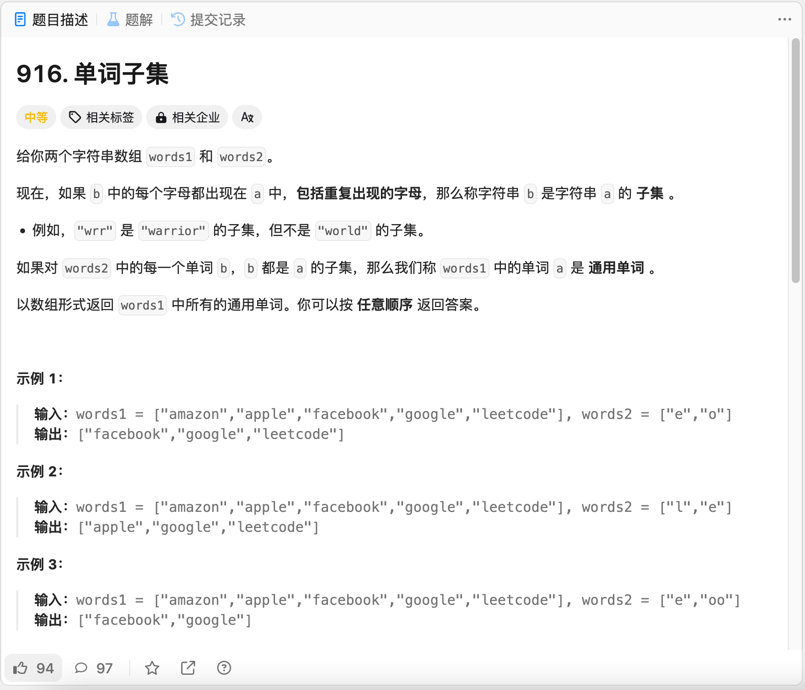 题目描述 题解 提交记录
916. 单词子集
中等 相关标签 相关企业
给你两个字符串数组 words1 和 words2。
现在，如果 b 中的每个字母都出现在 a 中，包括重复出现的字母，那么称字符串 b 是字符串 a 的 子集 。
• 例如，"wrr" 是 "warrior" 的子集，但不是 "world" 的子集。
如果对 words2 中的每一个单词 b，b 都是 a 的子集，那么我们称 words1 中的单词 a 是 通用单词 。
以数组形式返回 words1 中所有的通用单词。你可以按 任意顺序 返回答案。
示例 1：
输入：words1 = ["amazon","apple","facebook","google","leetcode"], words2 = ["e","o"]
输出：["facebook","google","leetcode"]
示例 2：
输入：words1 = ["amazon","apple","facebook","google","leetcode"], words2 = ["l","e"]
输出：["apple","google","leetcode"]
示例 3：
输入：words1 = ["amazon","apple","facebook","google","leetcode"], words2 = ["e","oo"]
输出：["facebook","google"]
94 97